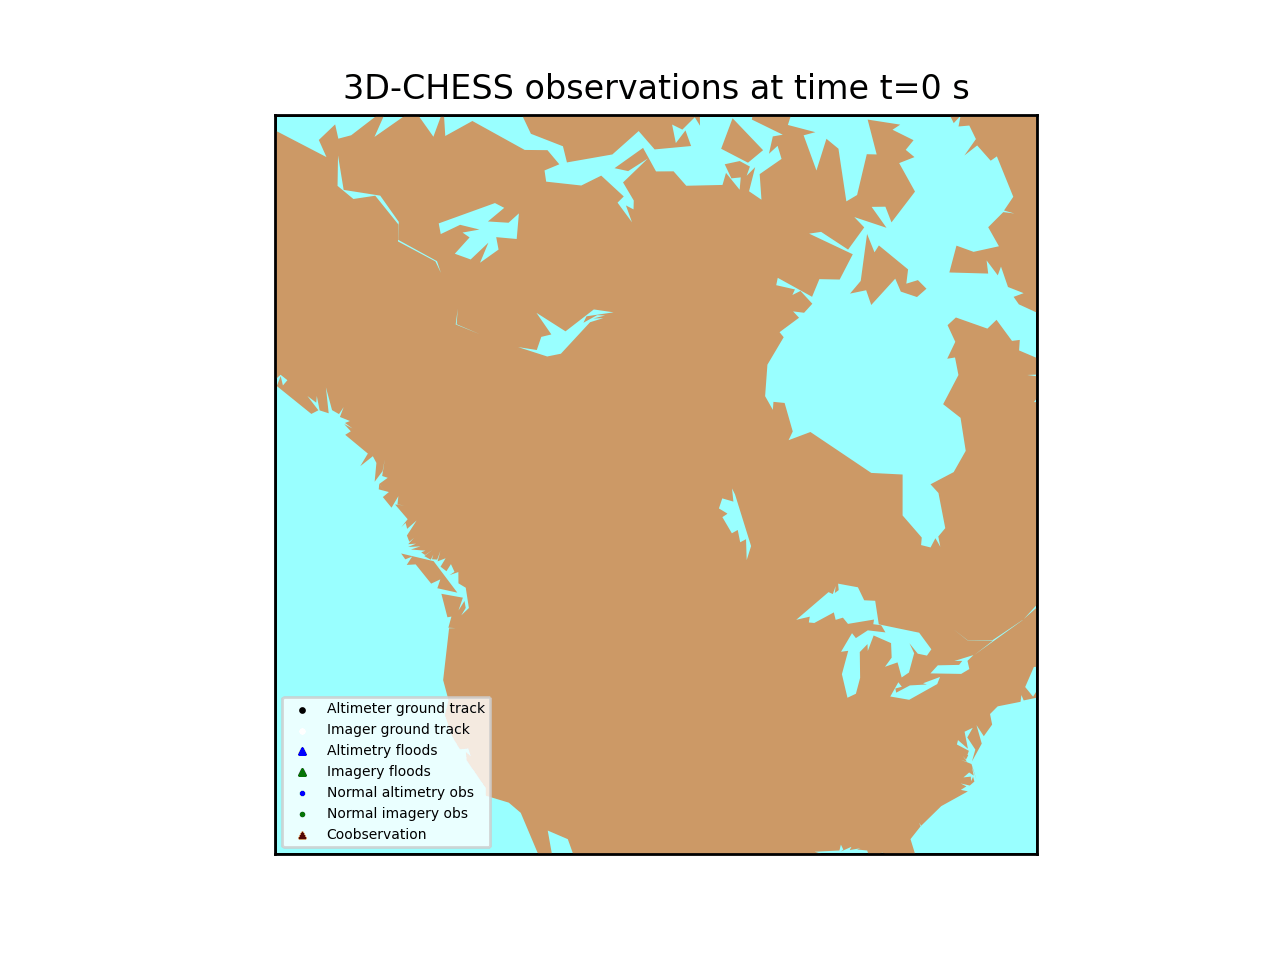 3D-CHESS observations at time t=0 s
Altimeter ground track
Imager ground track
Altimetry floods
Imagery floods
Normal altimetry obs
Normal imagery obs
Coobservation